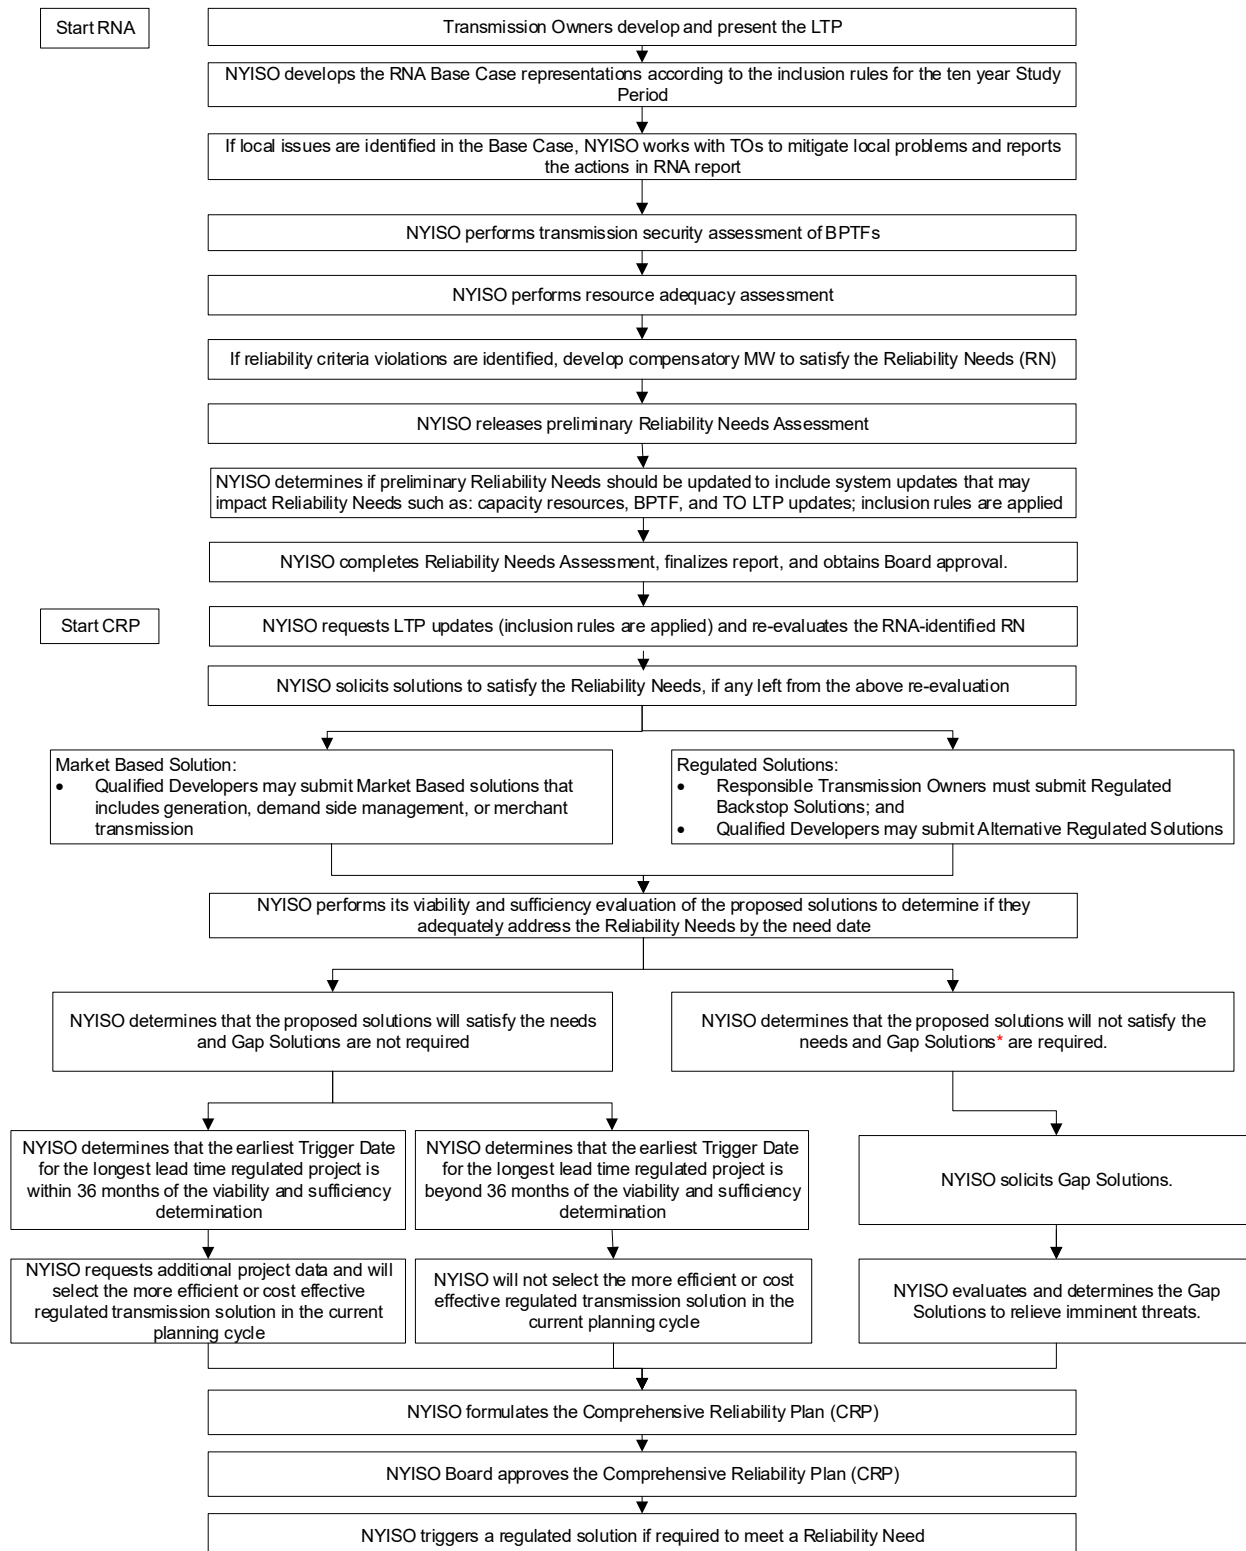 Start RNA
Transmission Owners develop and present the LTP
NYISO develops the RNA Base Case representations according to the inclusion rules for the ten year Study
Period
If local issues are identified in the Base Case, NYISO works with TOs to mitigate local problems and reports
the actions in RNA report
NYISO performs transmission security assessment of BPTFs
NYISO performs resource adequacy assessment
If reliability criteria violations are identified, develop compensatory MW to satisfy the Reliability Needs (RN)
NYISO releases preliminary Reliability Needs Assessment
NYISO determines if preliminary Reliability Needs should be updated to include system updates that may
impact Reliability Needs such as: capacity resources, BPTF, and TO LTP updates; inclusion rules are applied
NYISO completes Reliability Needs Assessment, finalizes report, and obtains Board approval.
Start CRP
NYISO requests LTP updates (inclusion rules are applied) and re-evaluates the RNA-identified RN
NYISO solicits solutions to satisfy the Reliability Needs, if any left from the above re-evaluation
Market Based Solution:
• Qualified Developers may submit Market Based solutions that
includes generation, demand side management, or merchant
transmission
Regulated Solutions:
• Responsible Transmission Owners must submit Regulated
Backstop Solutions; and
• Qualified Developers may submit Alternative Regulated Solutions
NYISO performs its viability and sufficiency evaluation of the proposed solutions to determine if they
adequately address the Reliability Needs by the need date
NYISO determines that the proposed solutions will satisfy the needs
and Gap Solutions are not required
NYISO determines that the proposed solutions will not satisfy the
needs and Gap Solutions* are required.
NYISO determines that the earliest Trigger Date
for the longest lead time regulated project is
within 36 months of the viability and sufficiency
determination
NYISO determines that the earliest Trigger Date
for the longest lead time regulated project is
beyond 36 months of the viability and sufficiency
determination
NYISO solicits Gap Solutions.
NYISO requests additional project data and will
select the more efficient or cost effective
regulated transmission solution in the current
planning cycle
NYISO will not select the more efficient or cost
effective regulated transmission solution in the
current planning cycle
NYISO evaluates and determines the Gap
Solutions to relieve imminent threats.
NYISO formulates the Comprehensive Reliability Plan (CRP)
NYISO Board approves the Comprehensive Reliability Plan (CRP)
NYISO triggers a regulated solution if required to meet a Reliability Need